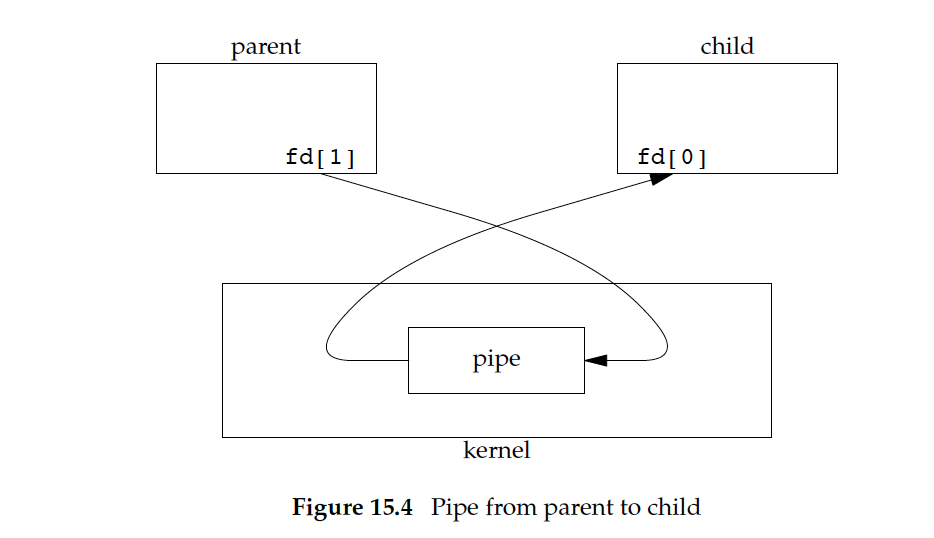 parent
child
fd[1]
fd[0]
pipe
kernel
Figure 15.4 Pipe from parent to child